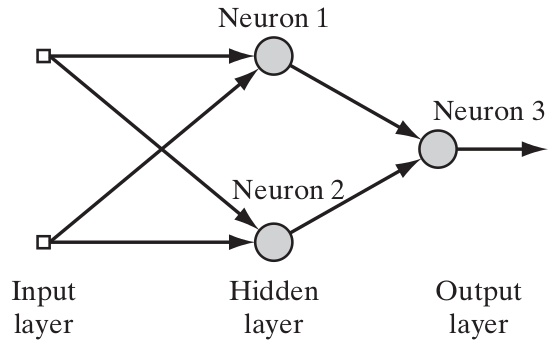 Neuron 1
Neuron 3
Neuron 2
Input
layer
Hidden
layer
Output
layer